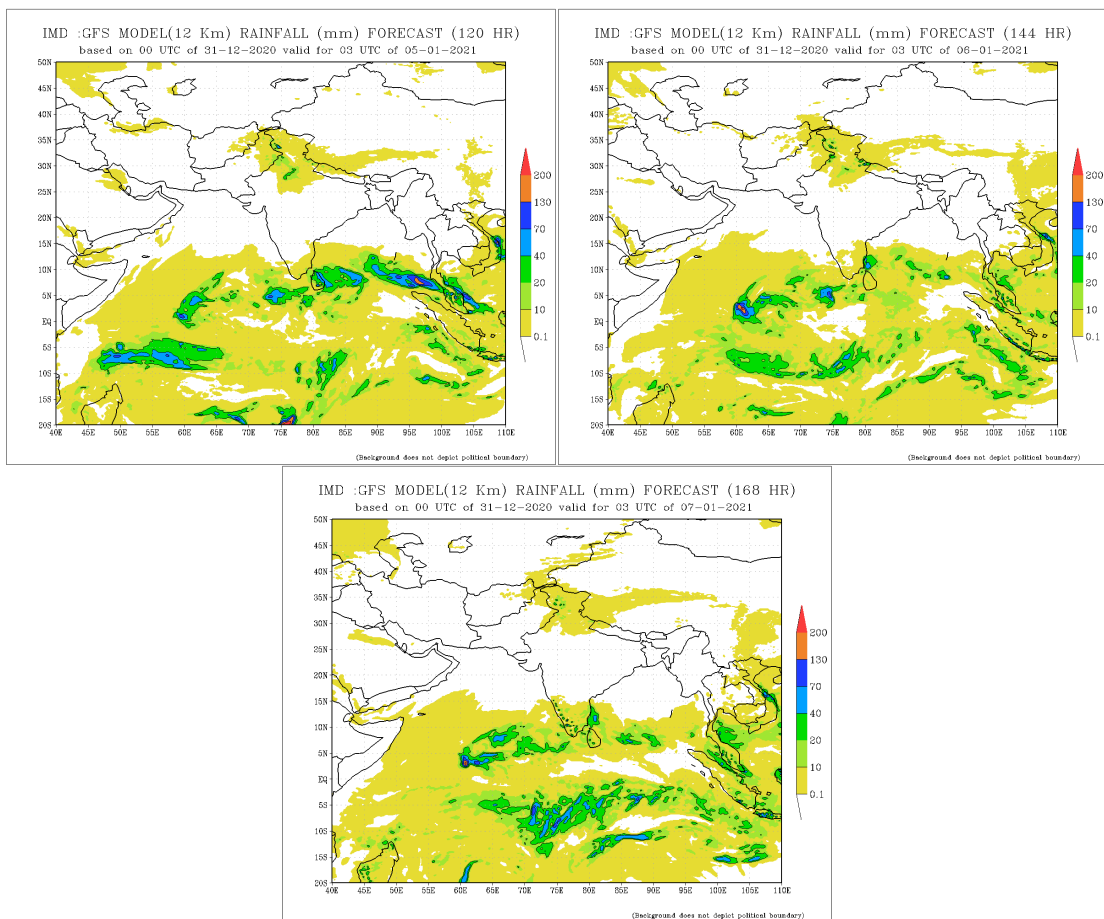 IMD :GFS MODEL(12 Km) RAINFALL (mm) FORECAST (120 HR)
based on 00 UTC of 31-12-2020 valid for 03 UTC of 05-01-2021
50N
45N
40N
35N
30N
25N
20N
15N
10N
5N
EQ
5S
10S
15S
20S
40E 45E 50E 55E 60E 65E 70E 75E 80E 85E 90E 95E 100E 105E 110E
200
130
70
40
20
10
0.1
(Background does not depict political boundary)
IMD :GFS MODEL(12 Km) RAINFALL (mm) FORECAST (144 HR)
based on 00 UTC of 31-12-2020 valid for 03 UTC of 06-01-2021
50N
45N
40N
35N
30N
25N
20N
15N
10N
5N
EQ
5S
10S
15S
20S
40E 45E 50E 55E 60E 65E 70E 75E 80E 85E 90E 95E 100E 105E 110E
200
130
70
40
20
10
0.1
(Background does not depict political boundary)
IMD :GFS MODEL(12 Km) RAINFALL (mm) FORECAST (168 HR)
based on 00 UTC of 31-12-2020 valid for 03 UTC of 07-01-2021
50N
45N
40N
35N
30N
25N
20N
15N
10N
5N
EQ
5S
10S
15S
20S
40E 45E 50E 55E 60E 65E 70E 75E 80E 85E 90E 95E 100E 105E 110E
200
130
70
40
20
10
0.1
(Background does not depict political boundary)